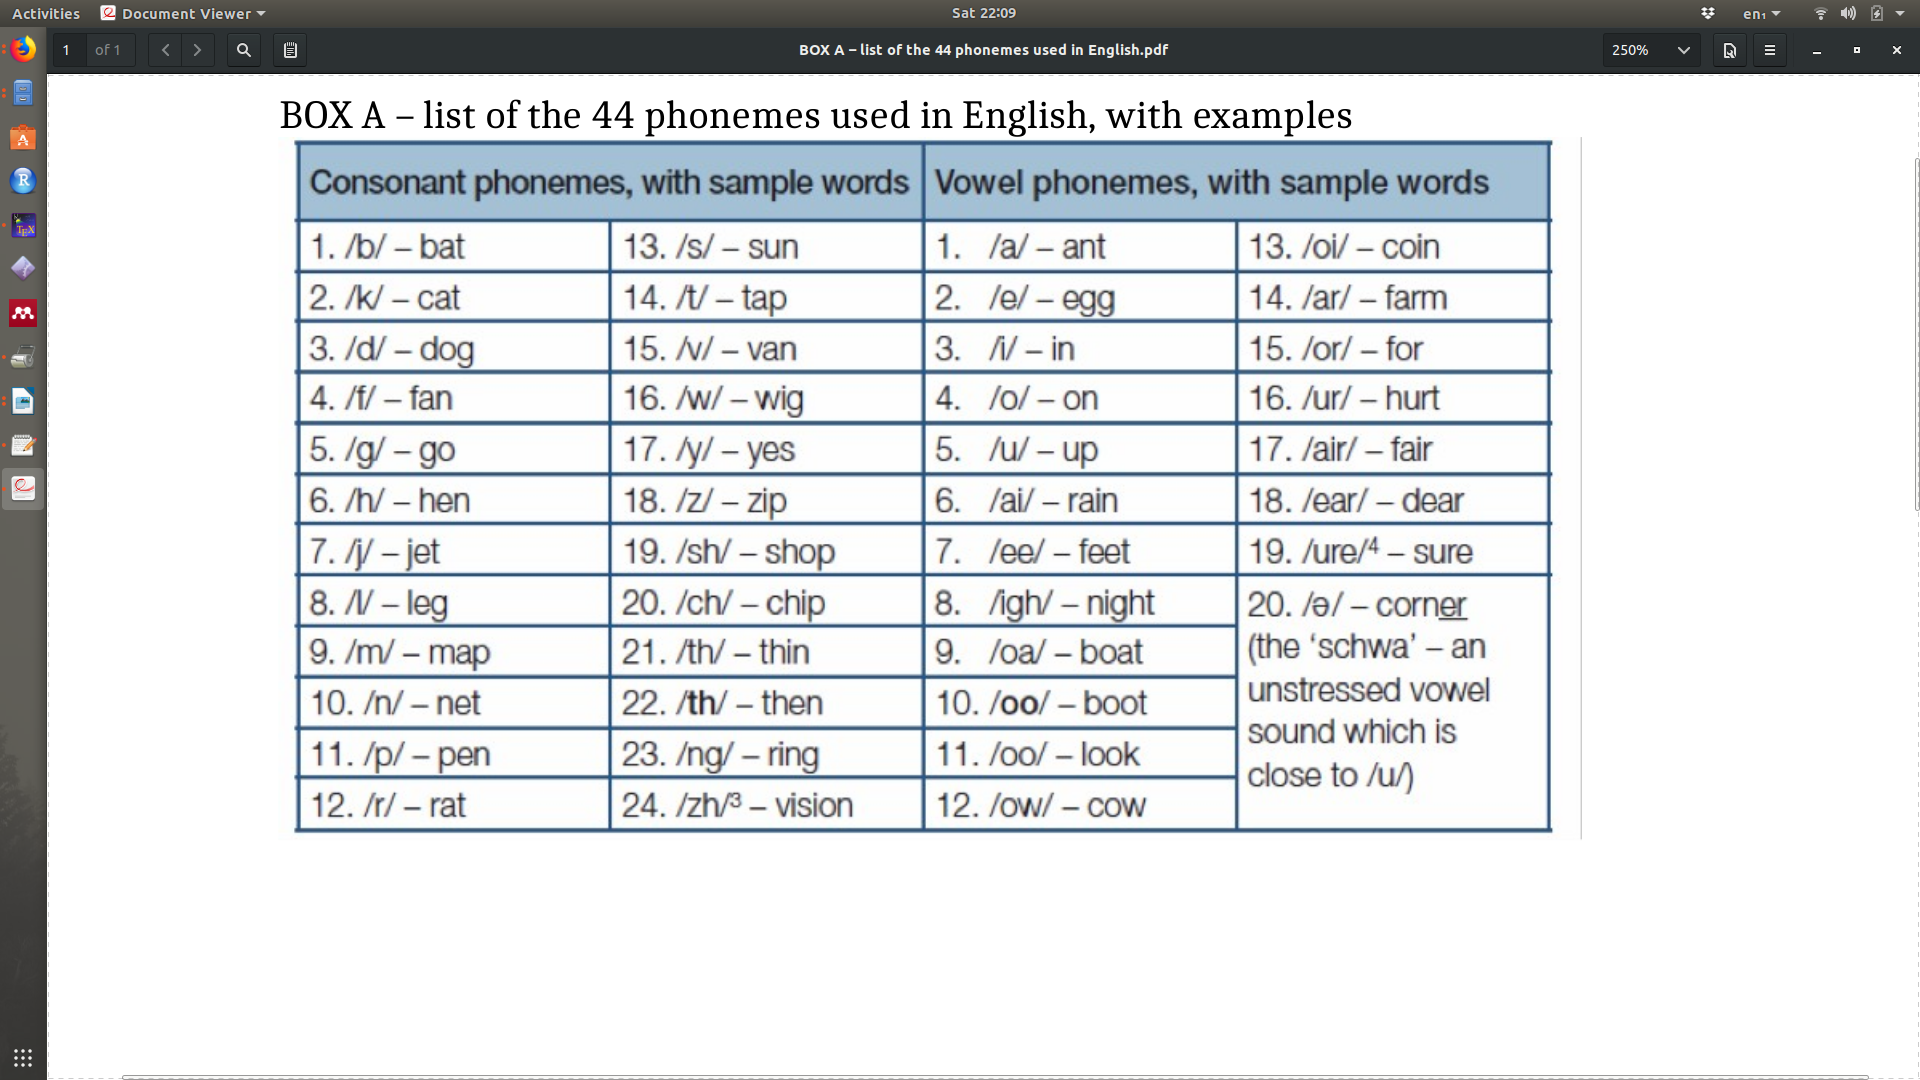 Activities Document Viewer Sat 22:09 en₁
1 of 1 BOX A – list of the 44 phonemes used in English.pdf 250%
BOX A – list of the 44 phonemes used in English, with examples
Consonant phonemes, with sample words Vowel phonemes, with sample words
1. /b/ – bat 13. /s/ – sun 1. /a/ – ant 13. /oi/ – coin
2. /k/ – cat 14. /t/ – tap 2. /e/ – egg 14. /ar/ – farm
3. /d/ – dog 15. /v/ – van 3. /i/ – in 15. /or/ – for
4. /f/ – fan 16. /w/ – wig 4. /o/ – on 16. /ur/ – hurt
5. /g/ – go 17. /y/ – yes 5. /u/ – up 17. /air/ – fair
6. /h/ – hen 18. /z/ – zip 6. /ai/ – rain 18. /ear/ – dear
7. /j/ – jet 19. /sh/ – shop 7. /ee/ – feet 19. /ure/⁴ – sure
8. /l/ – leg 20. /ch/ – chip 8. /igh/ – night 20. /ə/ – corner
9. /m/ – map 21. /th/ – thin 9. /oa/ – boat (the ‘schwa’ – an
10. /n/ – net 22. /th/ – then 10. /oo/ – boot unstressed vowel
11. /p/ – pen 23. /ng/ – ring 11. /oo/ – look sound which is
12. /r/ – rat 24. /zh/³ – vision 12. /ow/ – cow close to /u/)